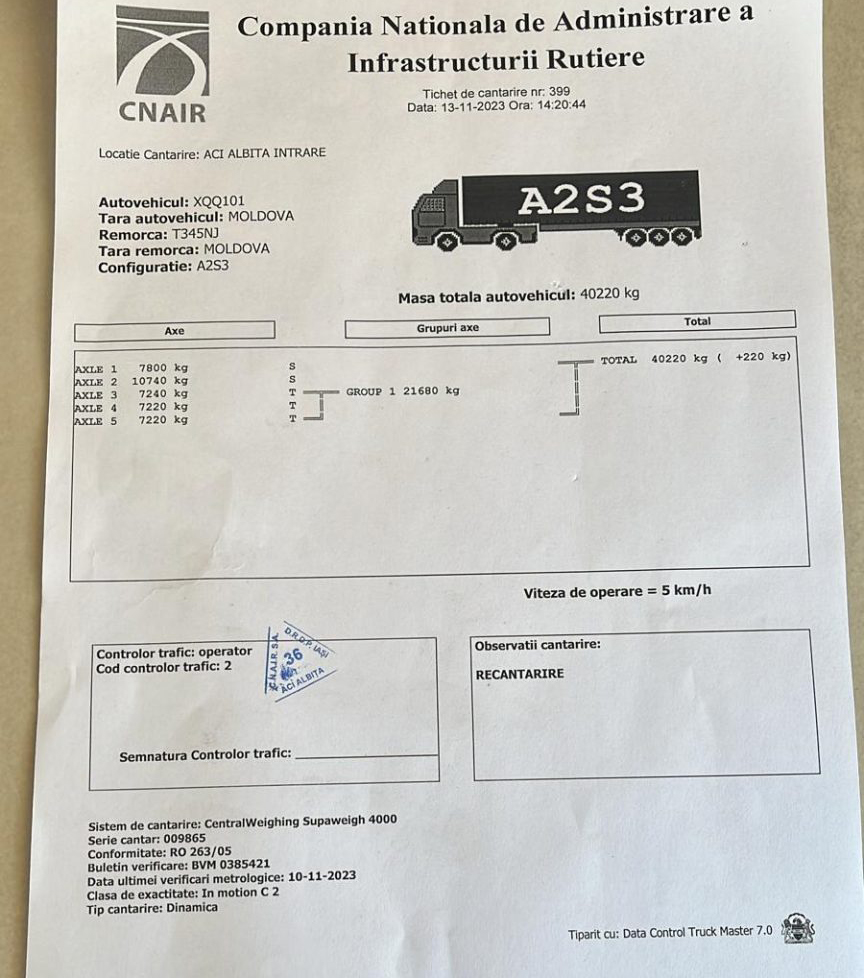 Compania Nationala de Administrare a
Infrastructurii Rutiere
CNAIR
Tichet de cantarire nr: 399
Data: 13-11-2023 Ora: 14:20:44
Locatie Cantarire: ACI ALBITA INTRARE
Autovehicul: XQQ101
Tara autovehicul: MOLDOVA
Remorca: T345NJ
Tara remorca: MOLDOVA
Configuratie: A2S3
A2S3
Masa totala autovehicul: 40220 kg
Axe Grupuri axe Total
AXLE 1 7800 kg S TOTAL 40220 kg ( +220 kg)
AXLE 2 10740 kg S
AXLE 3 7240 kg T GROUP 1 21680 kg
AXLE 4 7220 kg T
AXLE 5 7220 kg T
Viteza de operare = 5 km/h
Controlor trafic: operator
Cod controlor trafic: 2
C.N.A.I.R. S.A.
D.R.D.P. IAȘI
36
ACI ALBITA
Semnatura Controlor trafic:
Observatii cantarire:
RECANTARIRE
Sistem de cantarire: CentralWeighing Supaweigh 4000
Serie cantar: 009865
Conformitate: RO 263/05
Buletin verificare: BVM 0385421
Data ultimei verificari metrologice: 10-11-2023
Clasa de exactitate: In motion C 2
Tip cantarire: Dinamica
Tiparit cu: Data Control Truck Master 7.0